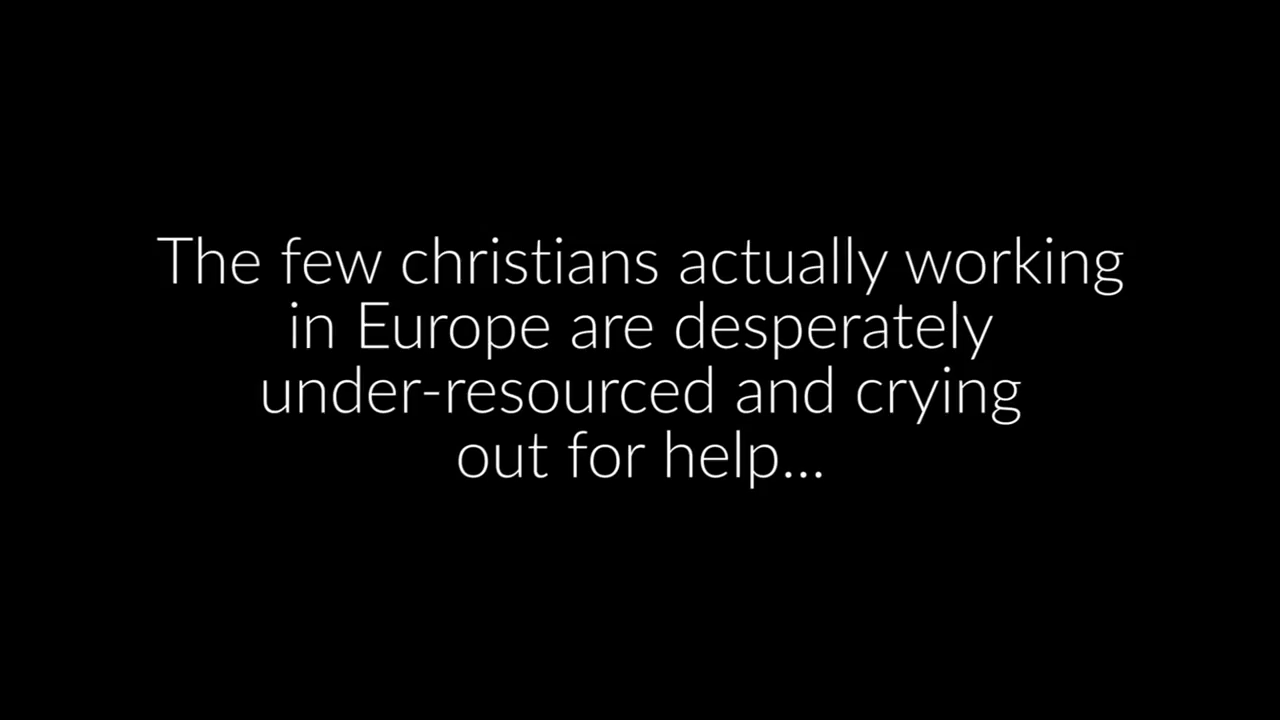 The few christians actually working
in Europe are desperately
under-resourced and crying
out for help...